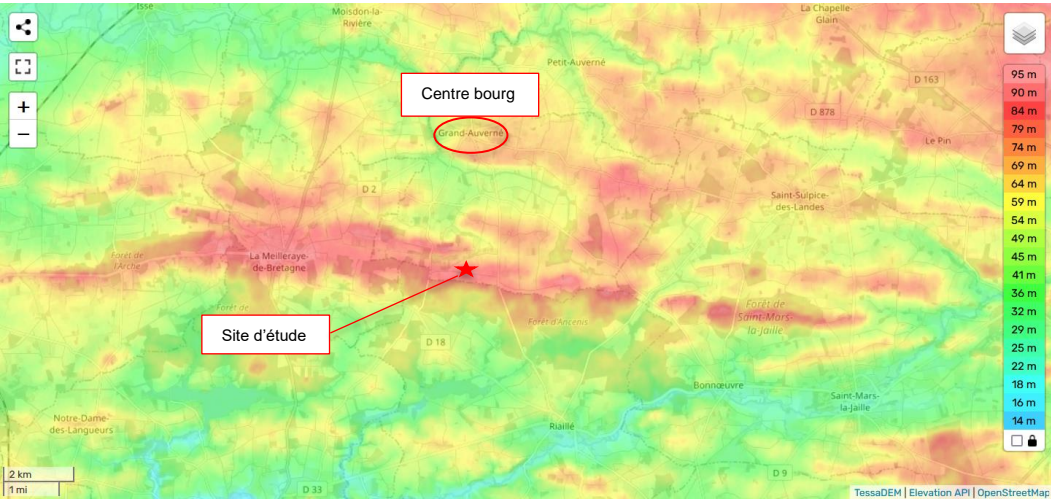 Issé
Moisdon-la-
Rivière
La Chapelle-
Glain
Petit-Auverné
D 163
Centre bourg
D 878
Grand-Auverné
Le Pin
D 2
Saint-Sulpice-
des-Landes
Forêt de
l'Arche
La Meilleraye-
de-Bretagne
Forêt de
Forêt de
Saint-Mars-
la-Jaille
Site d'étude
Forêt d'Ancenis
D 18
Bonnœuvre
Saint-Mars-
la-Jaille
Notre-Dame-
des-Langueurs
Riaillé
D 33
D 9
+
−
95 m
90 m
84 m
79 m
74 m
69 m
64 m
59 m
54 m
49 m
45 m
41 m
36 m
32 m
29 m
25 m
22 m
18 m
16 m
14 m
2 km
1 mi
TessaDEM | Elevation API | OpenStreetMap